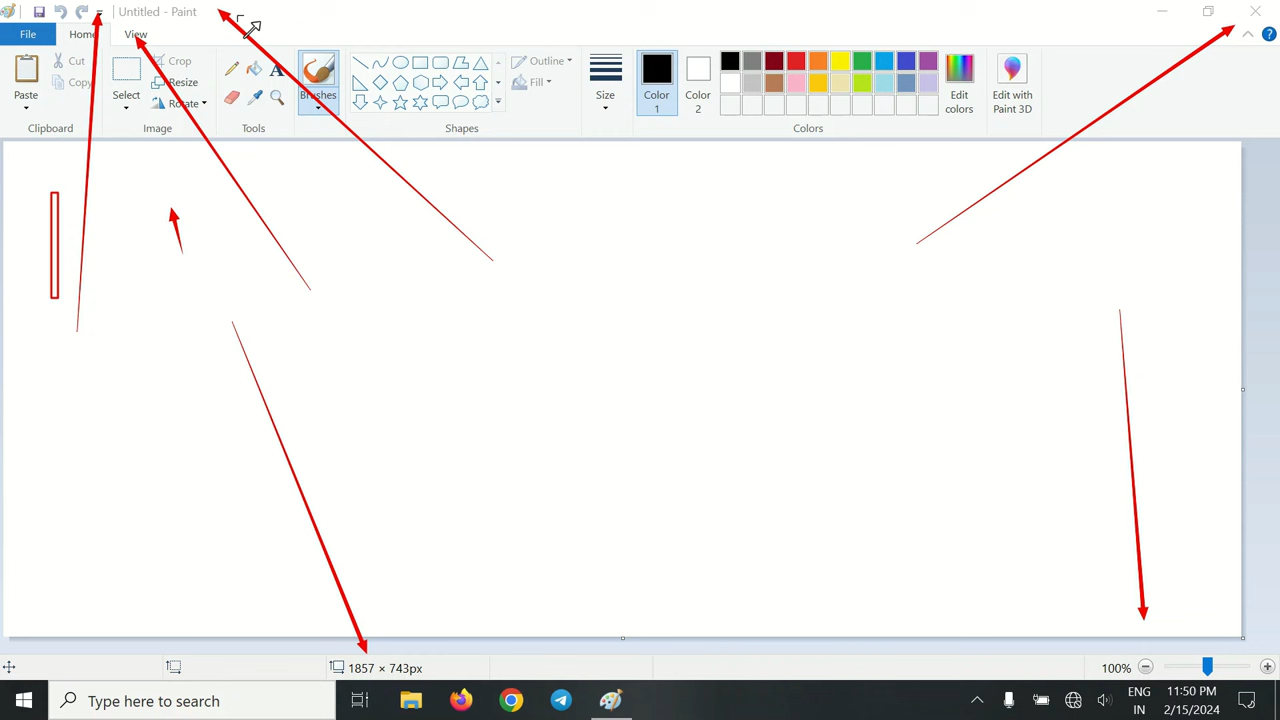 Untitled - Paint
File Home View
Paste
Cut
Copy
Clipboard
Select
Crop
Resize
Rotate
Image
A
Tools
Brushes
Outline
Fill
Shapes
Size
Color 1
Color 2
Edit colors
Colors
Edit with Paint 3D
?
1857 × 743px
100%
Type here to search
ENG
IN
11:50 PM
2/15/2024